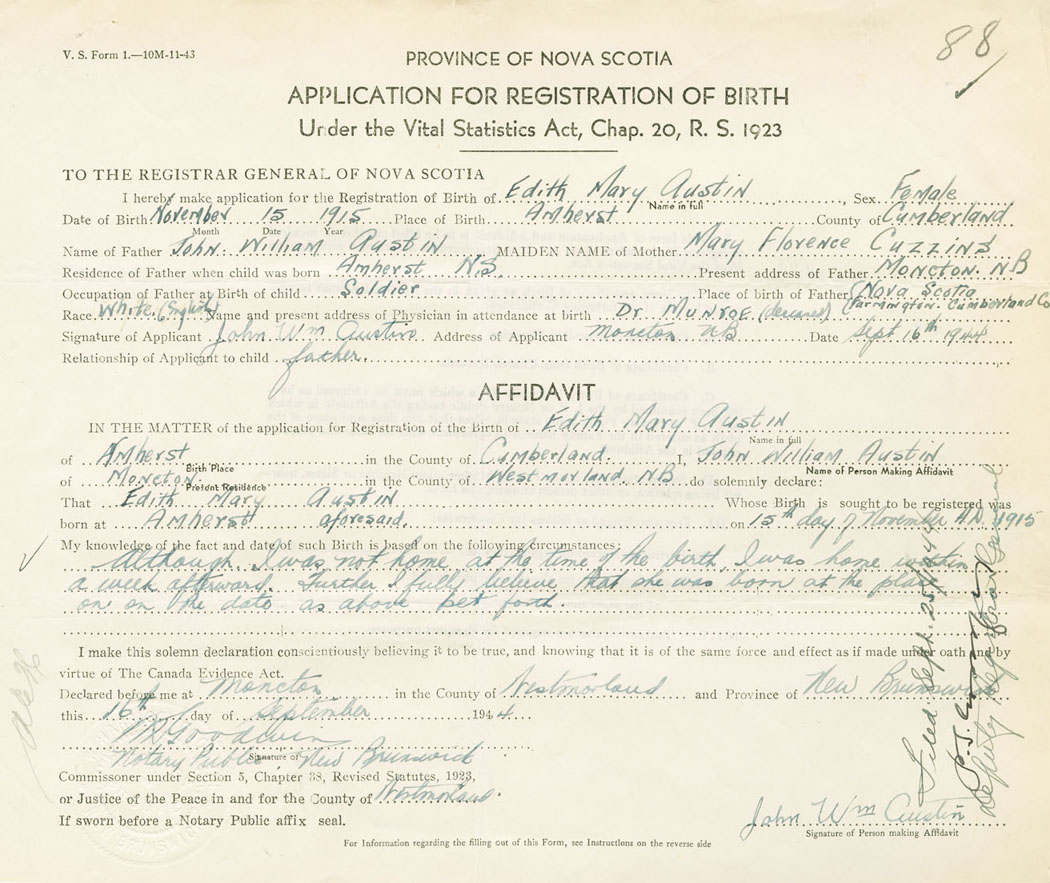 V. S. Form 1.—10M-11-43
88
PROVINCE OF NOVA SCOTIA
APPLICATION FOR REGISTRATION OF BIRTH
Under the Vital Statistics Act, Chap. 20, R. S. 1923
TO THE REGISTRAR GENERAL OF NOVA SCOTIA
I hereby make application for the Registration of Birth of Edith Mary Austin, Sex Female
Name in full
Date of Birth November 15 1915 Place of Birth Amherst County of Cumberland
Month Date Year
Name of Father John William Austin MAIDEN NAME of Mother Mary Florence Cuzzins
Residence of Father when child was born Amherst N.S Present address of Father Moncton. N.B
Occupation of Father at Birth of child Soldier Place of birth of Father Nova Scotia
Farmington. Cumberland Co
Race White (English) Name and present address of Physician in attendance at birth Dr. Munroe (deceased)
Signature of Applicant John Wm Austin Address of Applicant Moncton NB Date Sept 16th 1944
Relationship of Applicant to child father.
AFFIDAVIT
IN THE MATTER of the application for Registration of the Birth of Edith Mary Austin
Name in full
of Amherst in the County of Cumberland. I, John William Austin
Birth Place Name of Person Making Affidavit
of Moncton in the County of Westmorland NB do solemnly declare:
Present Residence
That Edith Mary Austin Whose Birth is sought to be registered was
born at Amherst aforesaid. on 15th day of November A.D. 1915
My knowledge of the fact and date of such Birth is based on the following circumstances:
Although I was not home at the time of the birth, I was home within
a week afterward. Further I fully believe that she was born at the place
on on the date as above set forth.
I make this solemn declaration conscientiously believing it to be true, and knowing that it is of the same force and effect as if made under oath and by
virtue of The Canada Evidence Act.
Declared before me at Moncton in the County of Westmorland and Province of New Brunswick
this 16th day of September 1944.
Goodwin
Notary Public New Brunswick
Signature of
Commissoner under Section 5, Chapter 38, Revised Statutes, 1923,
or Justice of the Peace in and for the County of Westmorland.
If sworn before a Notary Public affix seal.
John Wm Austin
Signature of Person making Affidavit
For Information regarding the filling out of this Form, see Instructions on the reverse side
Filed Sept. 25/1944
Deputy Registrar General